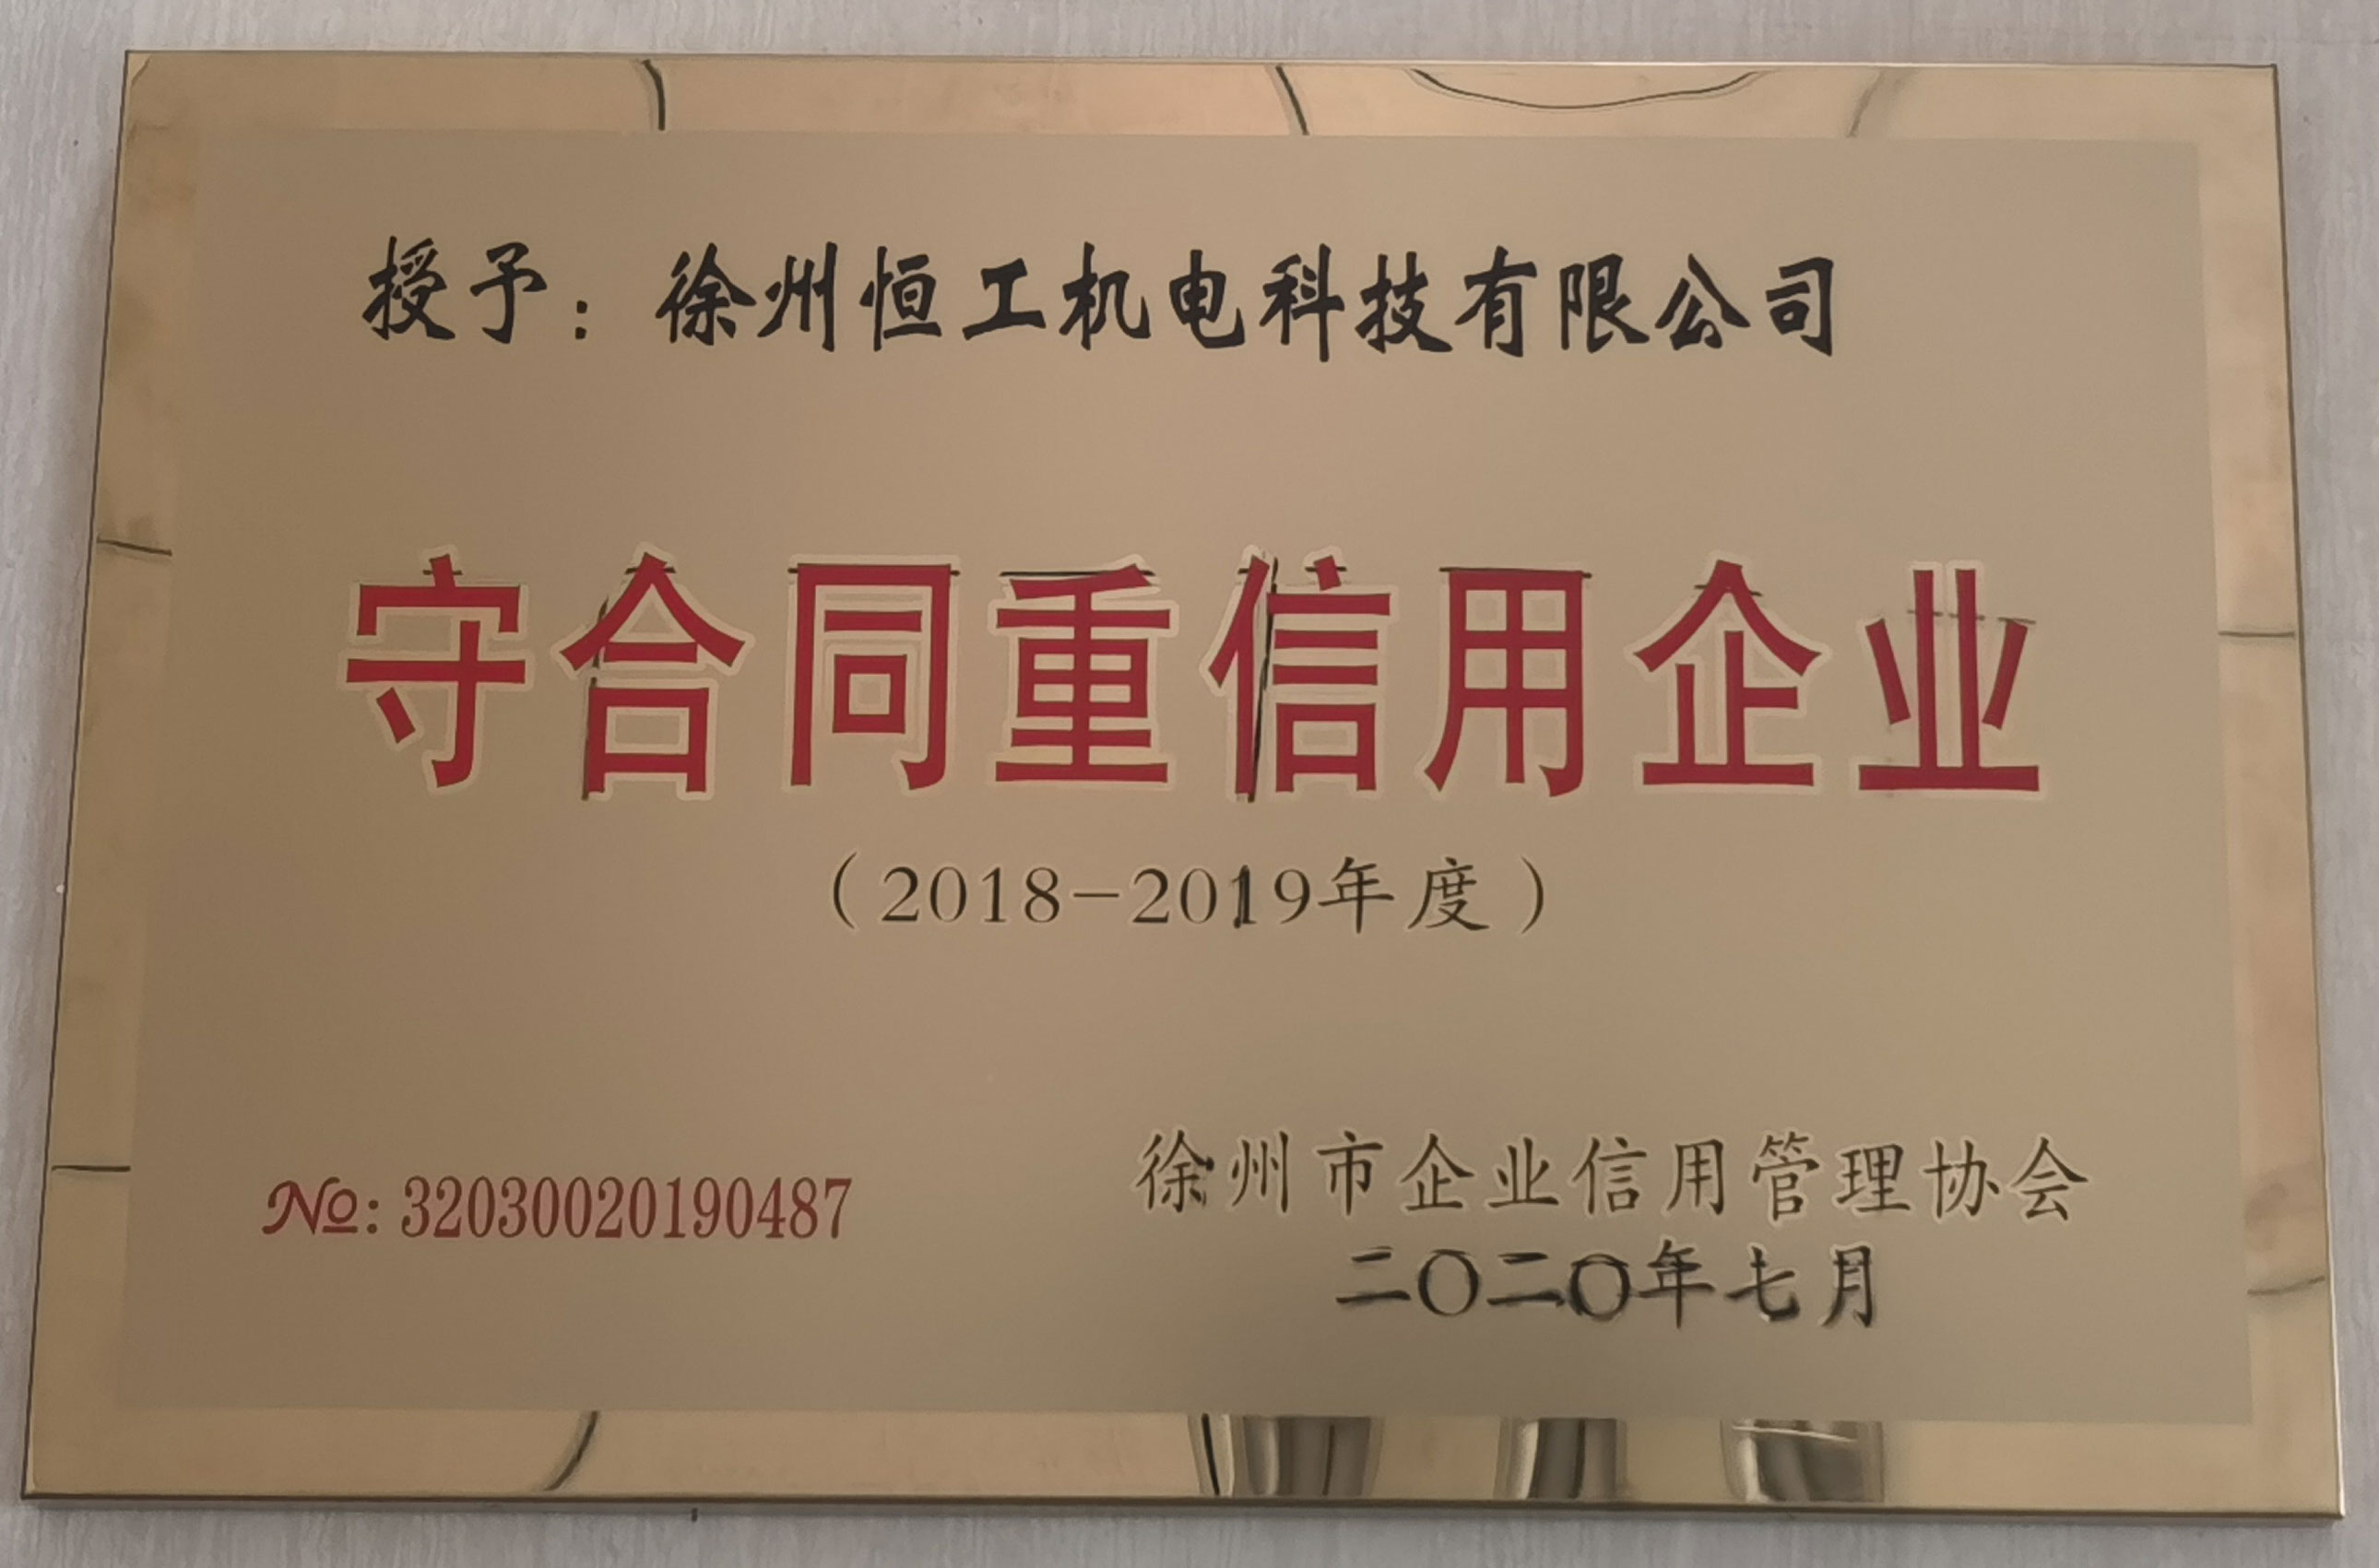 授予：徐州恒工机电科技有限公司
守合同重信用企业
（2018-2019年度）
№：32030020190487
徐州市企业信用管理协会
二〇二〇年七月